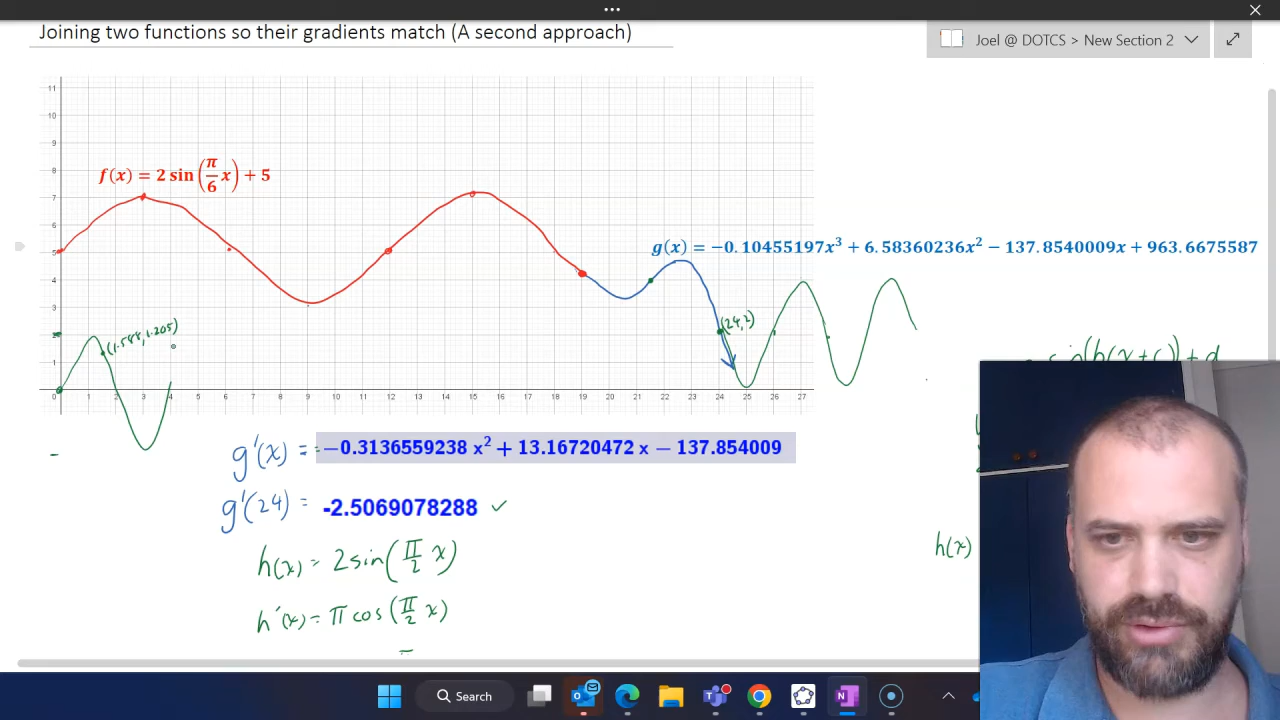 Joining two functions so their gradients match (A second approach)
Joel @ DOTCS > New Section 2
f(x) = 2 sin(π/6 x) + 5
g(x) = −0.10455197x³ + 6.58360236x² − 137.8540009x + 963.6675587
11
10
9
8
7
6
5
4
3
2
1
0 1 2 3 4 5 6 7 8 9 10 11 12 13 14 15 16 17 18 19 20 21 22 23 24 25 26 27
(1.588, 1.205)
(24,2)
sin(b(x+c)) + d
g'(x) = −0.3136559238 x² + 13.16720472 x − 137.854009
g'(24) = -2.5069078288 ✓
h(x) = 2sin(π/2 x)
h(x)
h'(x) = π cos(π/2 x)
Search